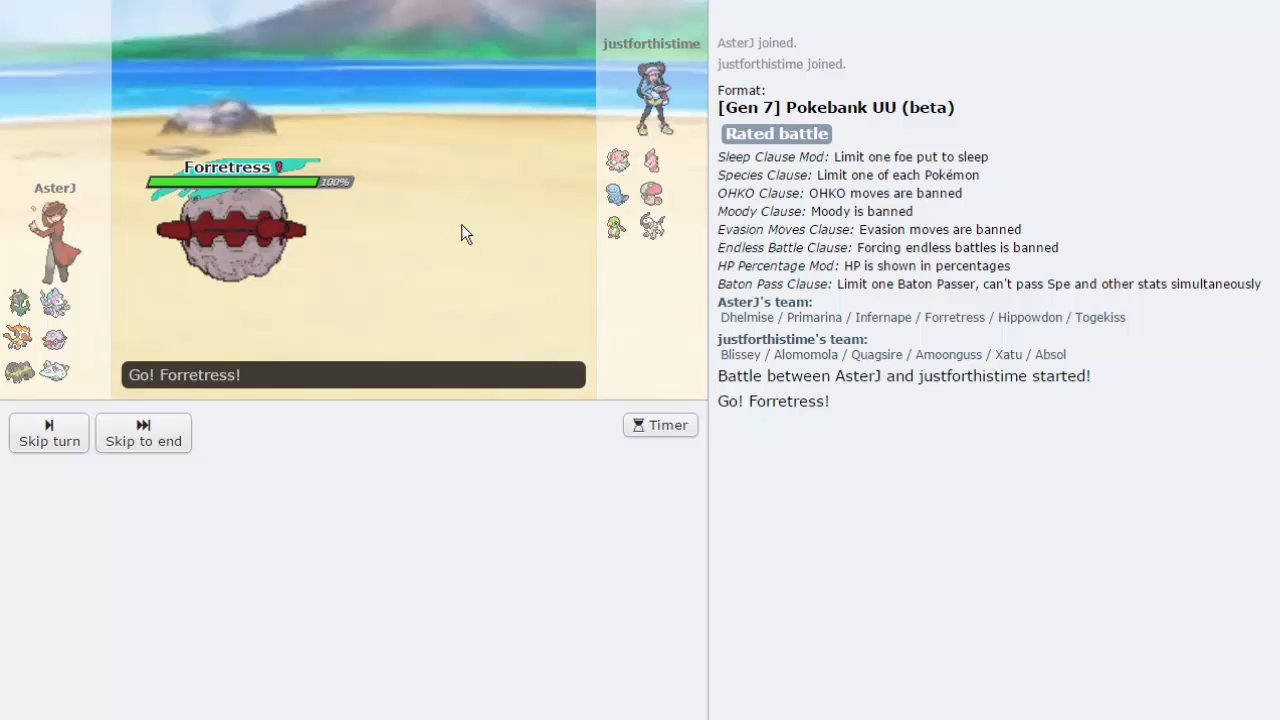 justforthistime
AsterJ
Forretress
100%
Go! Forretress!
Skip turn
Skip to end
Timer
AsterJ joined.
justforthistime joined.
Format:
[Gen 7] Pokebank UU (beta)
Rated battle
Sleep Clause Mod: Limit one foe put to sleep
Species Clause: Limit one of each Pokémon
OHKO Clause: OHKO moves are banned
Moody Clause: Moody is banned
Evasion Moves Clause: Evasion moves are banned
Endless Battle Clause: Forcing endless battles is banned
HP Percentage Mod: HP is shown in percentages
Baton Pass Clause: Limit one Baton Passer, can't pass Spe and other stats simultaneously
AsterJ's team:
Dhelmise / Primarina / Infernape / Forretress / Hippowdon / Togekiss
justforthistime's team:
Blissey / Alomomola / Quagsire / Amoonguss / Xatu / Absol
Battle between AsterJ and justforthistime started!
Go! Forretress!